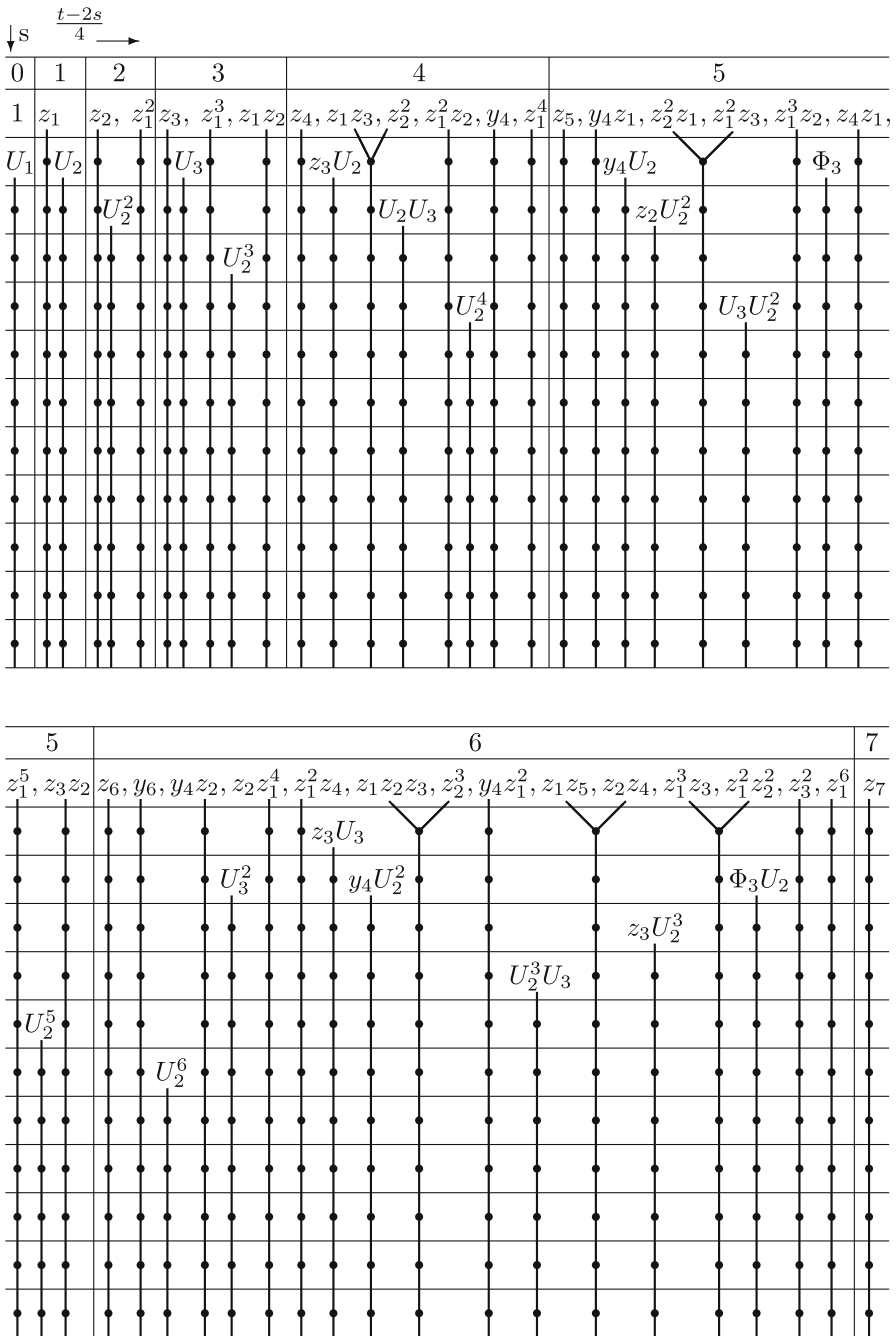 ↓s $\frac{t-2s}{4}$ →
0 1 2 3 4 5
1 $z_1$ $z_2$, $z_1^2$ $z_3$, $z_1^3$, $z_1z_2$ $z_4$, $z_1z_3$, $z_2^2$, $z_1^2z_2$, $y_4$, $z_1^4$ $z_5$, $y_4z_1$, $z_2^2z_1$, $z_1^2z_3$, $z_1^3z_2$, $z_4z_1$,
$U_1$ $U_2$ $U_3$ $z_3U_2$ $y_4U_2$ $\Phi_3$
$U_2^2$ $U_2U_3$ $z_2U_2^2$
$U_2^3$
$U_2^4$ $U_3U_2^2$
5 6 7
$z_1^5$, $z_3z_2$ $z_6$, $y_6$, $y_4z_2$, $z_2z_1^4$, $z_1^2z_4$, $z_1z_2z_3$, $z_2^3$, $y_4z_1^2$, $z_1z_5$, $z_2z_4$, $z_1^3z_3$, $z_1^2z_2^2$, $z_3^2$, $z_1^6$ $z_7$
$z_3U_3$
$U_3^2$ $y_4U_2^2$ $\Phi_3U_2$
$z_3U_2^3$
$U_2^3U_3$
$U_2^5$
$U_2^6$